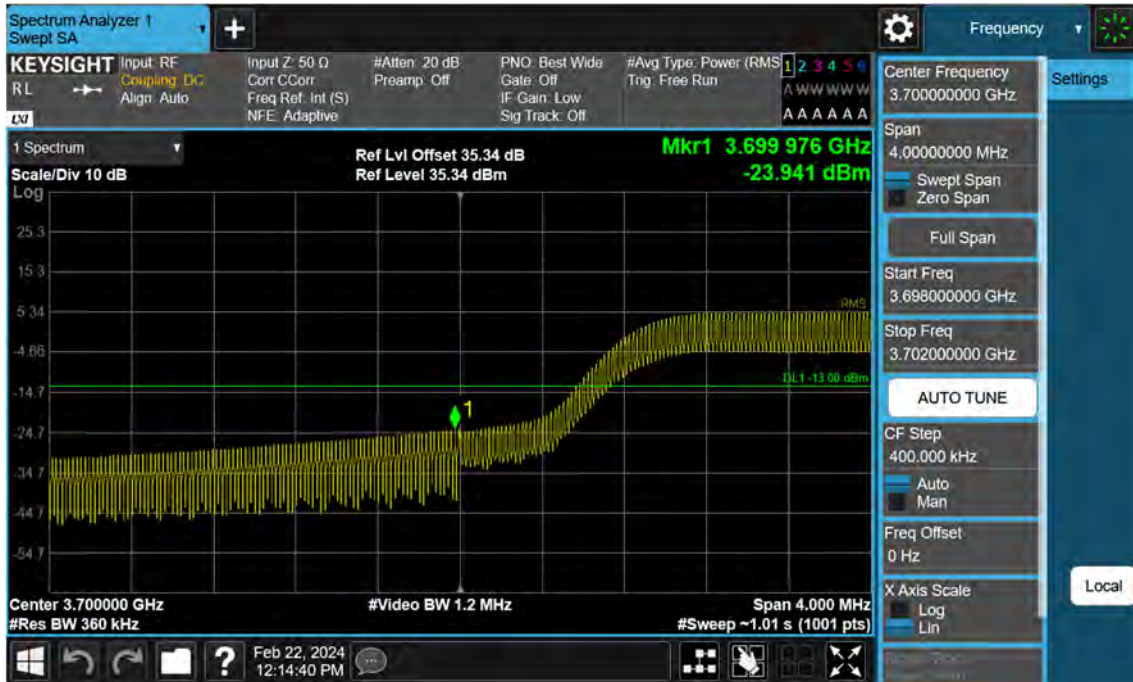 Spectrum Analyzer 1
Swept SA
+
Frequency
KEYSIGHT
RL
LXI
Input: RF
Coupling: DC
Align: Auto
Input Z: 50 Ω
Corr CCorr
Freq Ref: Int (S)
NFE: Adaptive
#Atten: 20 dB
Preamp: Off
PNO: Best Wide
Gate: Off
IF Gain: Low
Sig Track: Off
#Avg Type: Power (RMS
Trig: Free Run
1 2 3 4 5 6
A W W W W W
A A A A A A
1 Spectrum
Scale/Div 10 dB
Ref Lvl Offset 35.34 dB
Ref Level 35.34 dBm
Mkr1 3.699 976 GHz
-23.941 dBm
Log
25.3
15.3
5.34
-4.66
-14.7
-24.7
-34.7
-44.7
-54.7
RMS
DL1 -13.00 dBm
1
Center 3.700000 GHz
#Res BW 360 kHz
#Video BW 1.2 MHz
Span 4.000 MHz
#Sweep ~1.01 s (1001 pts)
Center Frequency
3.700000000 GHz
Span
4.00000000 MHz
Swept Span
Zero Span
Full Span
Start Freq
3.698000000 GHz
Stop Freq
3.702000000 GHz
AUTO TUNE
CF Step
400.000 kHz
Auto
Man
Freq Offset
0 Hz
X Axis Scale
Log
Lin
Settings
Local
?
Feb 22, 2024
12:14:40 PM